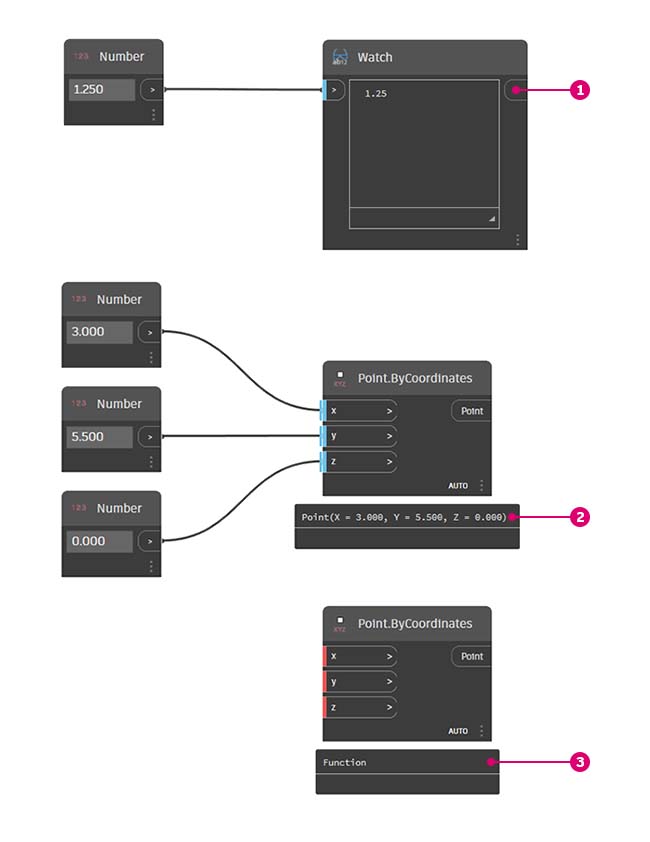 123 Number
1.250 >
Watch
> 1.25
1
123 Number
3.000 >
123 Number
5.500 >
123 Number
0.000 >
XYZ Point.ByCoordinates
x > Point
y >
z >
AUTO
Point(X = 3.000, Y = 5.500, Z = 0.000)
2
XYZ Point.ByCoordinates
x > Point
y >
z >
AUTO
Function
3